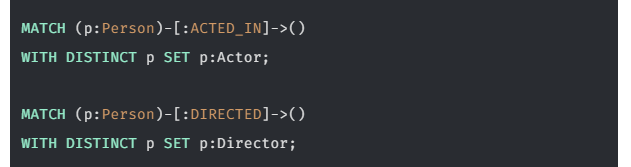 MATCH (p:Person)-[:ACTED_IN]->()
WITH DISTINCT p SET p:Actor;
MATCH (p:Person)-[:DIRECTED]->()
WITH DISTINCT p SET p:Director;